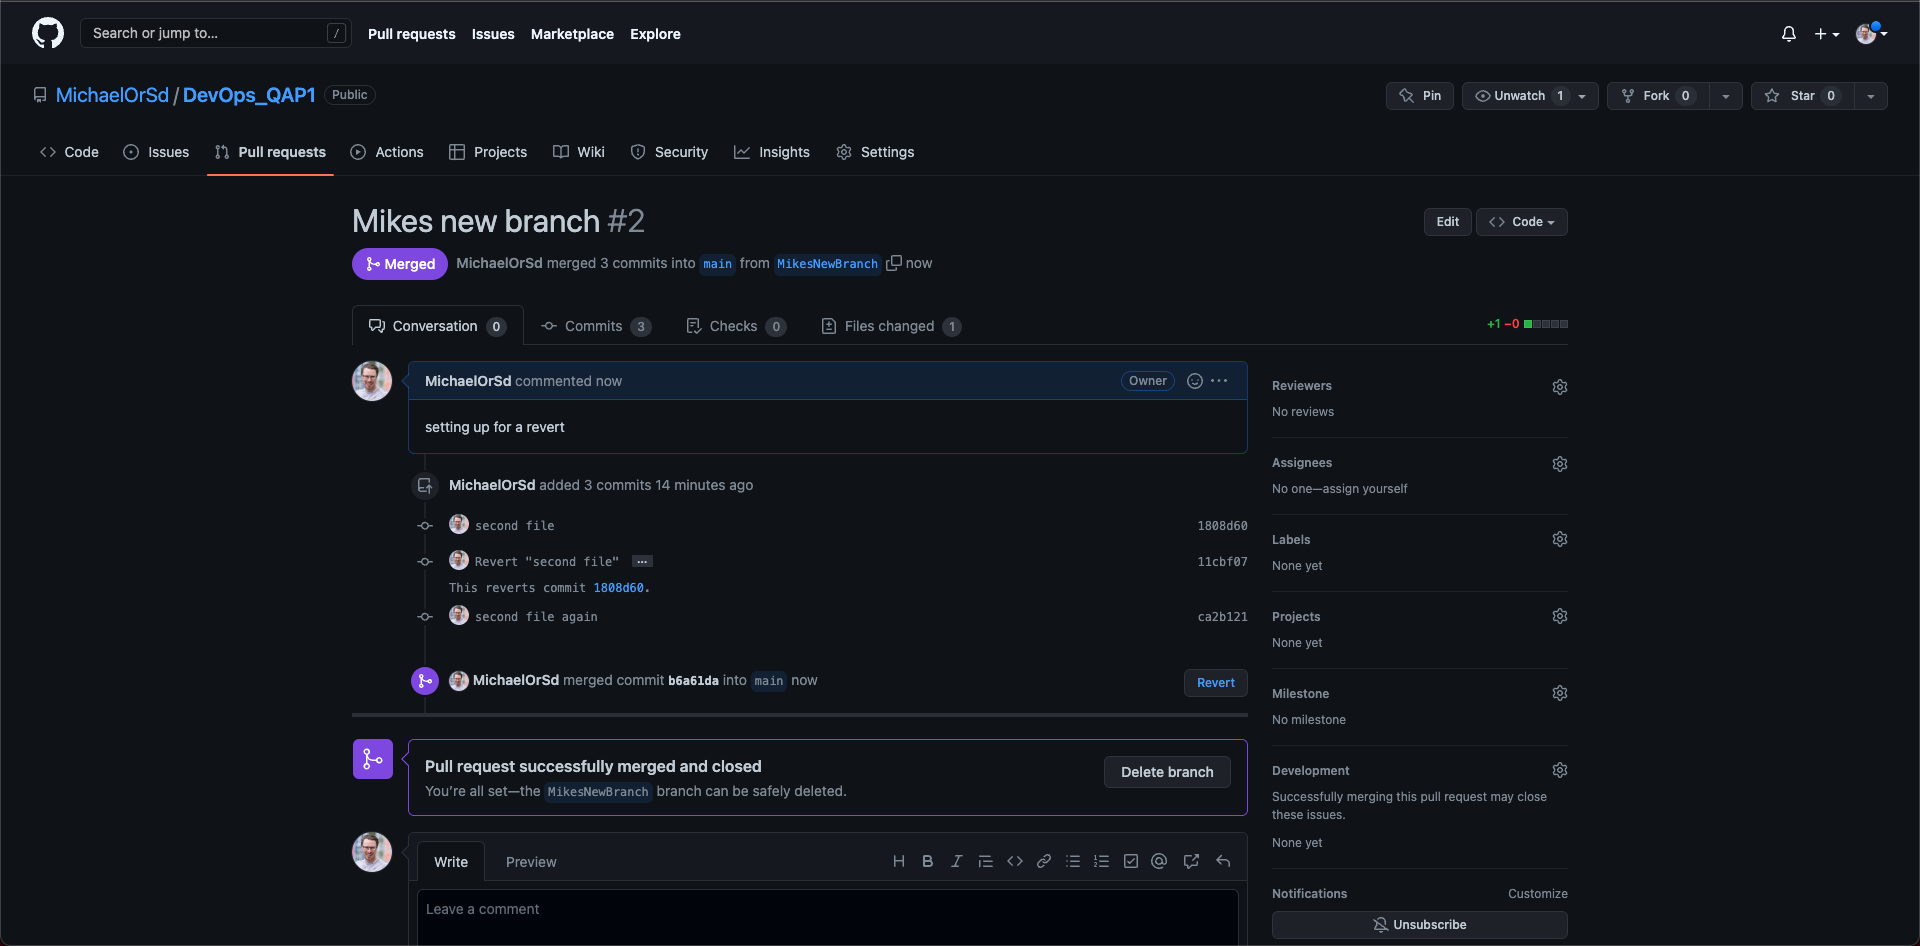 Search or jump to... /
Pull requests Issues Marketplace Explore
MichaelOrSd / DevOps_QAP1 Public
Pin Unwatch 1 Fork 0 Star 0
Code Issues Pull requests Actions Projects Wiki Security Insights Settings
Mikes new branch #2
Edit Code
Merged MichaelOrSd merged 3 commits into main from MikesNewBranch now
Conversation 0 Commits 3 Checks 0 Files changed 1
+1 −0
MichaelOrSd commented now Owner ...
setting up for a revert
MichaelOrSd added 3 commits 14 minutes ago
second file 1808d60
Revert "second file" ... 11cbf07
This reverts commit 1808d60.
second file again ca2b121
MichaelOrSd merged commit b6a61da into main now Revert
Pull request successfully merged and closed
You're all set—the MikesNewBranch branch can be safely deleted.
Delete branch
Write Preview
Leave a comment
Reviewers
No reviews
Assignees
No one—assign yourself
Labels
None yet
Projects
None yet
Milestone
No milestone
Development
Successfully merging this pull request may close
these issues.
None yet
Notifications Customize
Unsubscribe